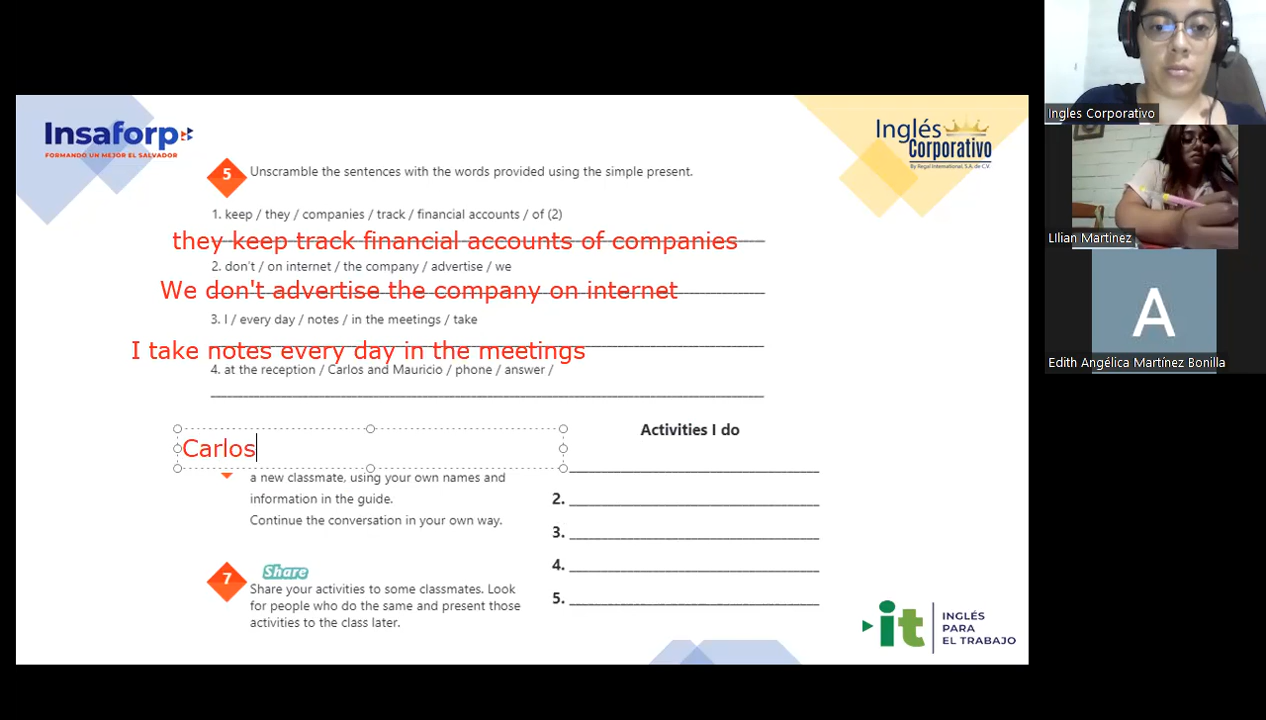 Insaforp
FORMANDO UN MEJOR EL SALVADOR
Inglés
Corporativo
By Regal International, S.A. de C.V.
5 Unscramble the sentences with the words provided using the simple present.
1. keep / they / companies / track / financial accounts / of (2)
they keep track financial accounts of companies
2. don't / on internet / the company / advertise / we
We don't advertise the company on internet
3. I / every day / notes / in the meetings / take
I take notes every day in the meetings
4. at the reception / Carlos and Mauricio / phone / answer /
Carlos
a new classmate, using your own names and
information in the guide.
Continue the conversation in your own way.
7 Share
Share your activities to some classmates. Look
for people who do the same and present those
activities to the class later.
Activities I do
2.
3.
4.
5.
it
INGLÉS
PARA
EL TRABAJO
Ingles Corporativo
LIlian Martinez
A
Edith Angélica Martínez Bonilla